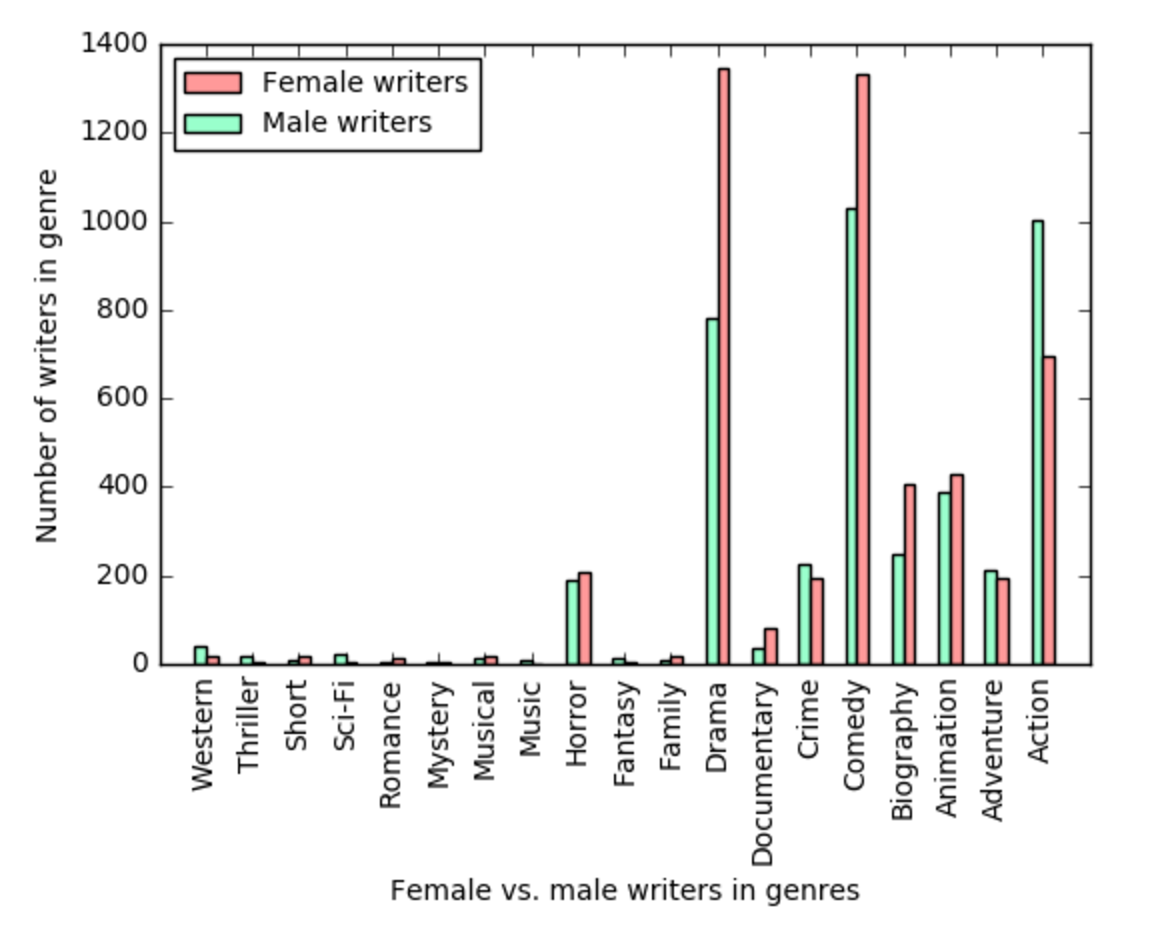 1400
1200
1000
800
600
400
200
0
Number of writers in genre
Female writers
Male writers
Western
Thriller
Short
Sci-Fi
Romance
Mystery
Musical
Music
Horror
Fantasy
Family
Drama
Documentary
Crime
Comedy
Biography
Animation
Adventure
Action
Female vs. male writers in genres